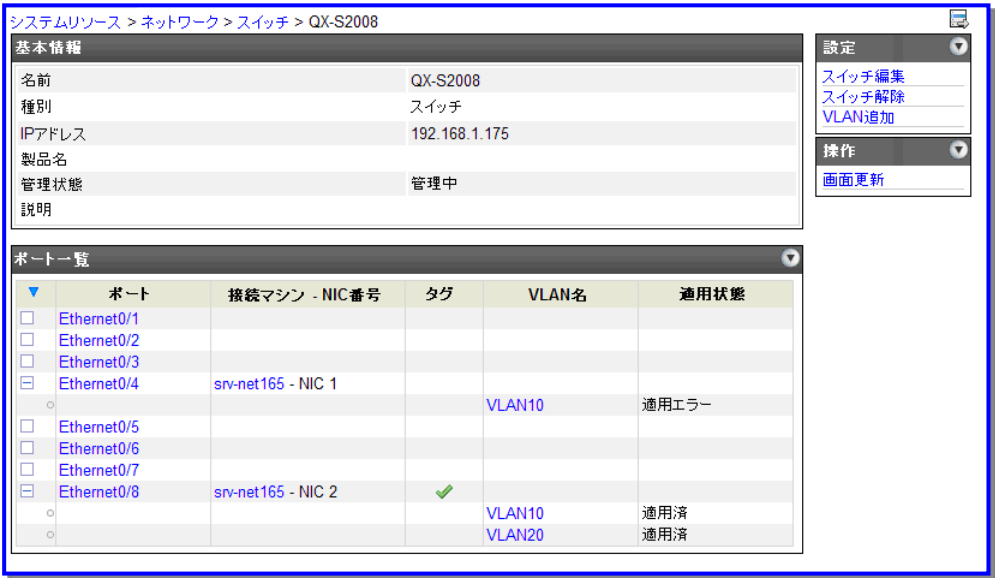 システムリソース > ネットワーク > スイッチ > QX-S2008
基本情報
名前 QX-S2008
種別 スイッチ
IPアドレス 192.168.1.175
製品名
管理状態 管理中
説明
設定
スイッチ編集
スイッチ解除
VLAN追加
操作
画面更新
ポート一覧
ポート 接続マシン - NIC番号 タグ VLAN名 適用状態
Ethernet0/1
Ethernet0/2
Ethernet0/3
Ethernet0/4 srv-net165 - NIC 1
VLAN10 適用エラー
Ethernet0/5
Ethernet0/6
Ethernet0/7
Ethernet0/8 srv-net165 - NIC 2
VLAN10 適用済
VLAN20 適用済